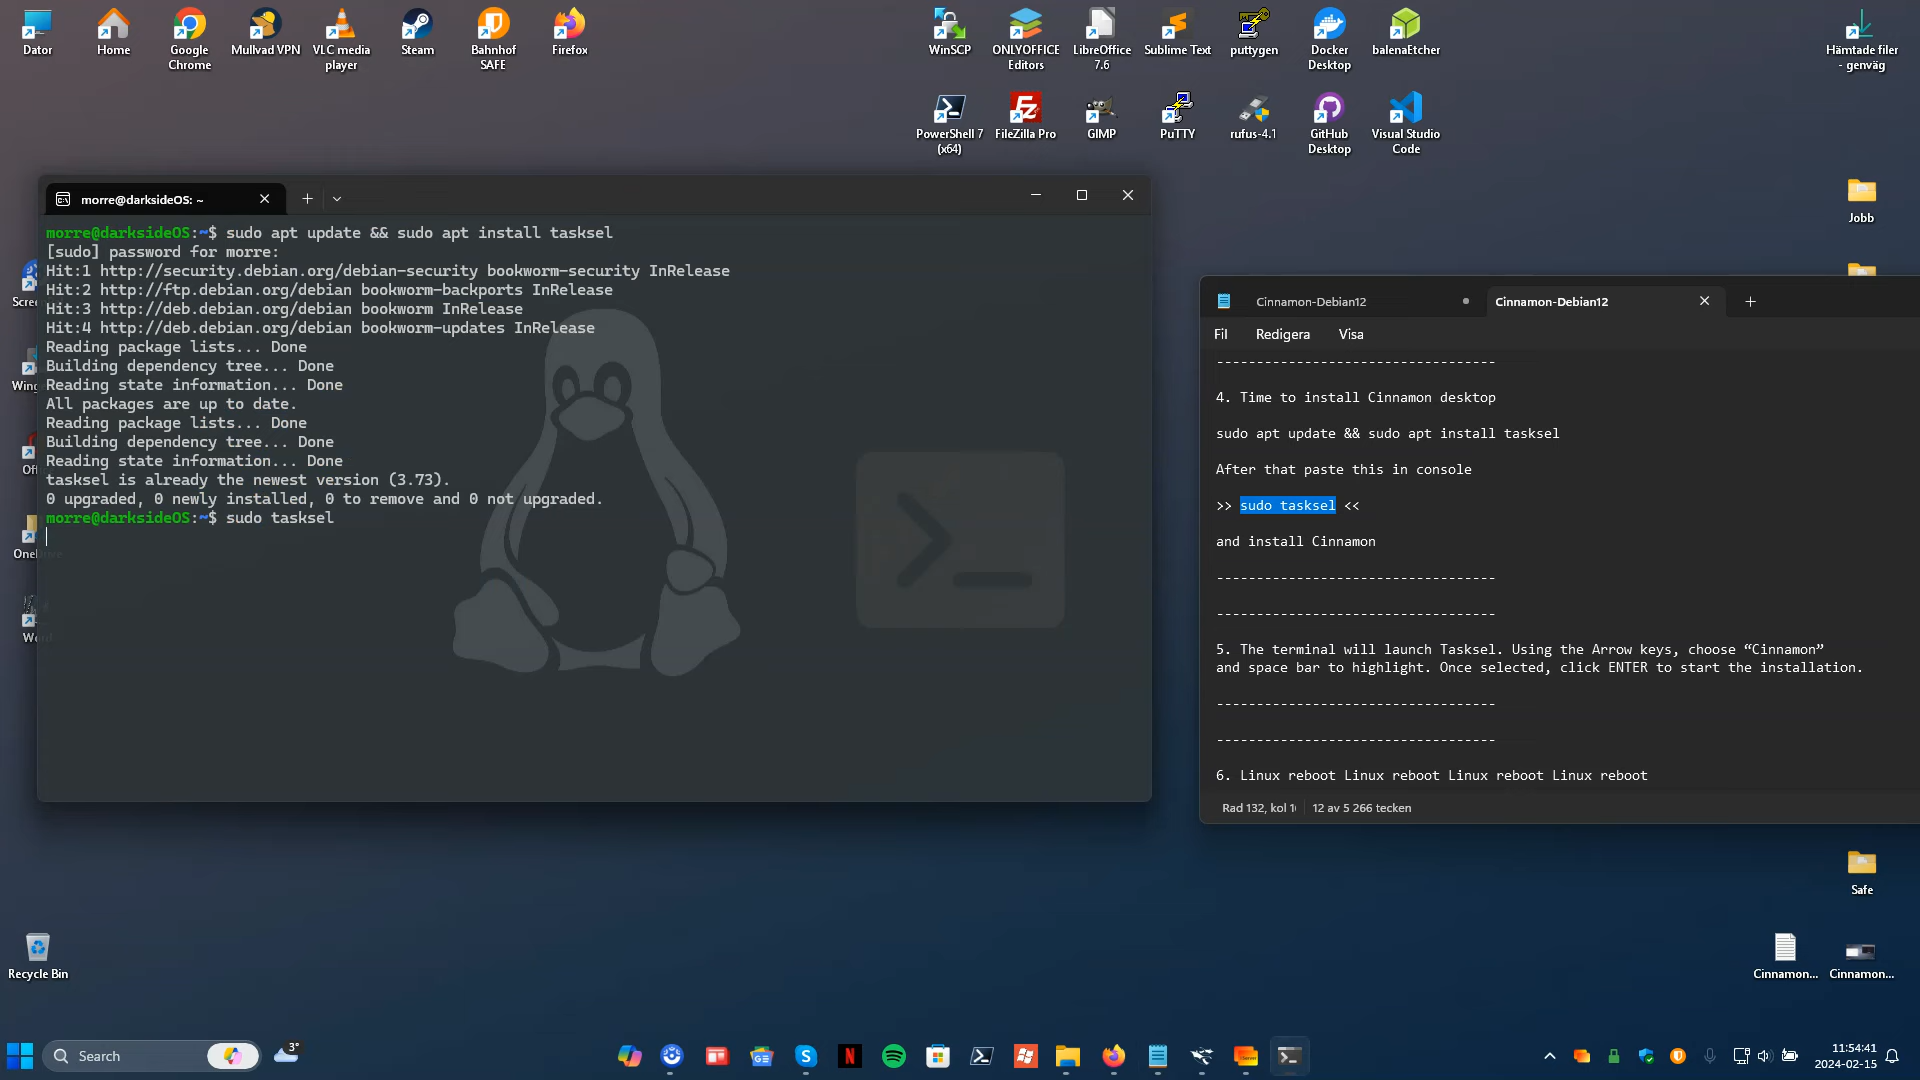 Dator
Home
Google
Chrome
Mullvad VPN
VLC media
player
Steam
Bahnhof
SAFE
Firefox
WinSCP
ONLYOFFICE
Editors
LibreOffice
7.6
Sublime Text
puttygen
Docker
Desktop
balenaEtcher
Hämtade filer
- genväg
PowerShell 7
(x64)
FileZilla Pro
GIMP
PuTTY
rufus-4.1
GitHub
Desktop
Visual Studio
Code
Jobb
morre@darksideOS: ~
morre@darksideOS:~$ sudo apt update && sudo apt install tasksel
[sudo] password for morre:
Hit:1 http://security.debian.org/debian-security bookworm-security InRelease
Hit:2 http://ftp.debian.org/debian bookworm-backports InRelease
Hit:3 http://deb.debian.org/debian bookworm InRelease
Hit:4 http://deb.debian.org/debian bookworm-updates InRelease
Reading package lists... Done
Building dependency tree... Done
Reading state information... Done
All packages are up to date.
Reading package lists... Done
Building dependency tree... Done
Reading state information... Done
tasksel is already the newest version (3.73).
0 upgraded, 0 newly installed, 0 to remove and 0 not upgraded.
morre@darksideOS:~$ sudo tasksel
Cinnamon-Debian12
Cinnamon-Debian12
Fil Redigera Visa
-----------------------------------
4. Time to install Cinnamon desktop
sudo apt update && sudo apt install tasksel
After that paste this in console
>> sudo tasksel <<
and install Cinnamon
-----------------------------------
-----------------------------------
5. The terminal will launch Tasksel. Using the Arrow keys, choose “Cinnamon”
and space bar to highlight. Once selected, click ENTER to start the installation.
-----------------------------------
-----------------------------------
6. Linux reboot Linux reboot Linux reboot Linux reboot
Rad 132, kol 1
12 av 5 266 tecken
Safe
Recycle Bin
Cinnamon...
Cinnamon...
Search
3°
11:54:41
2024-02-15